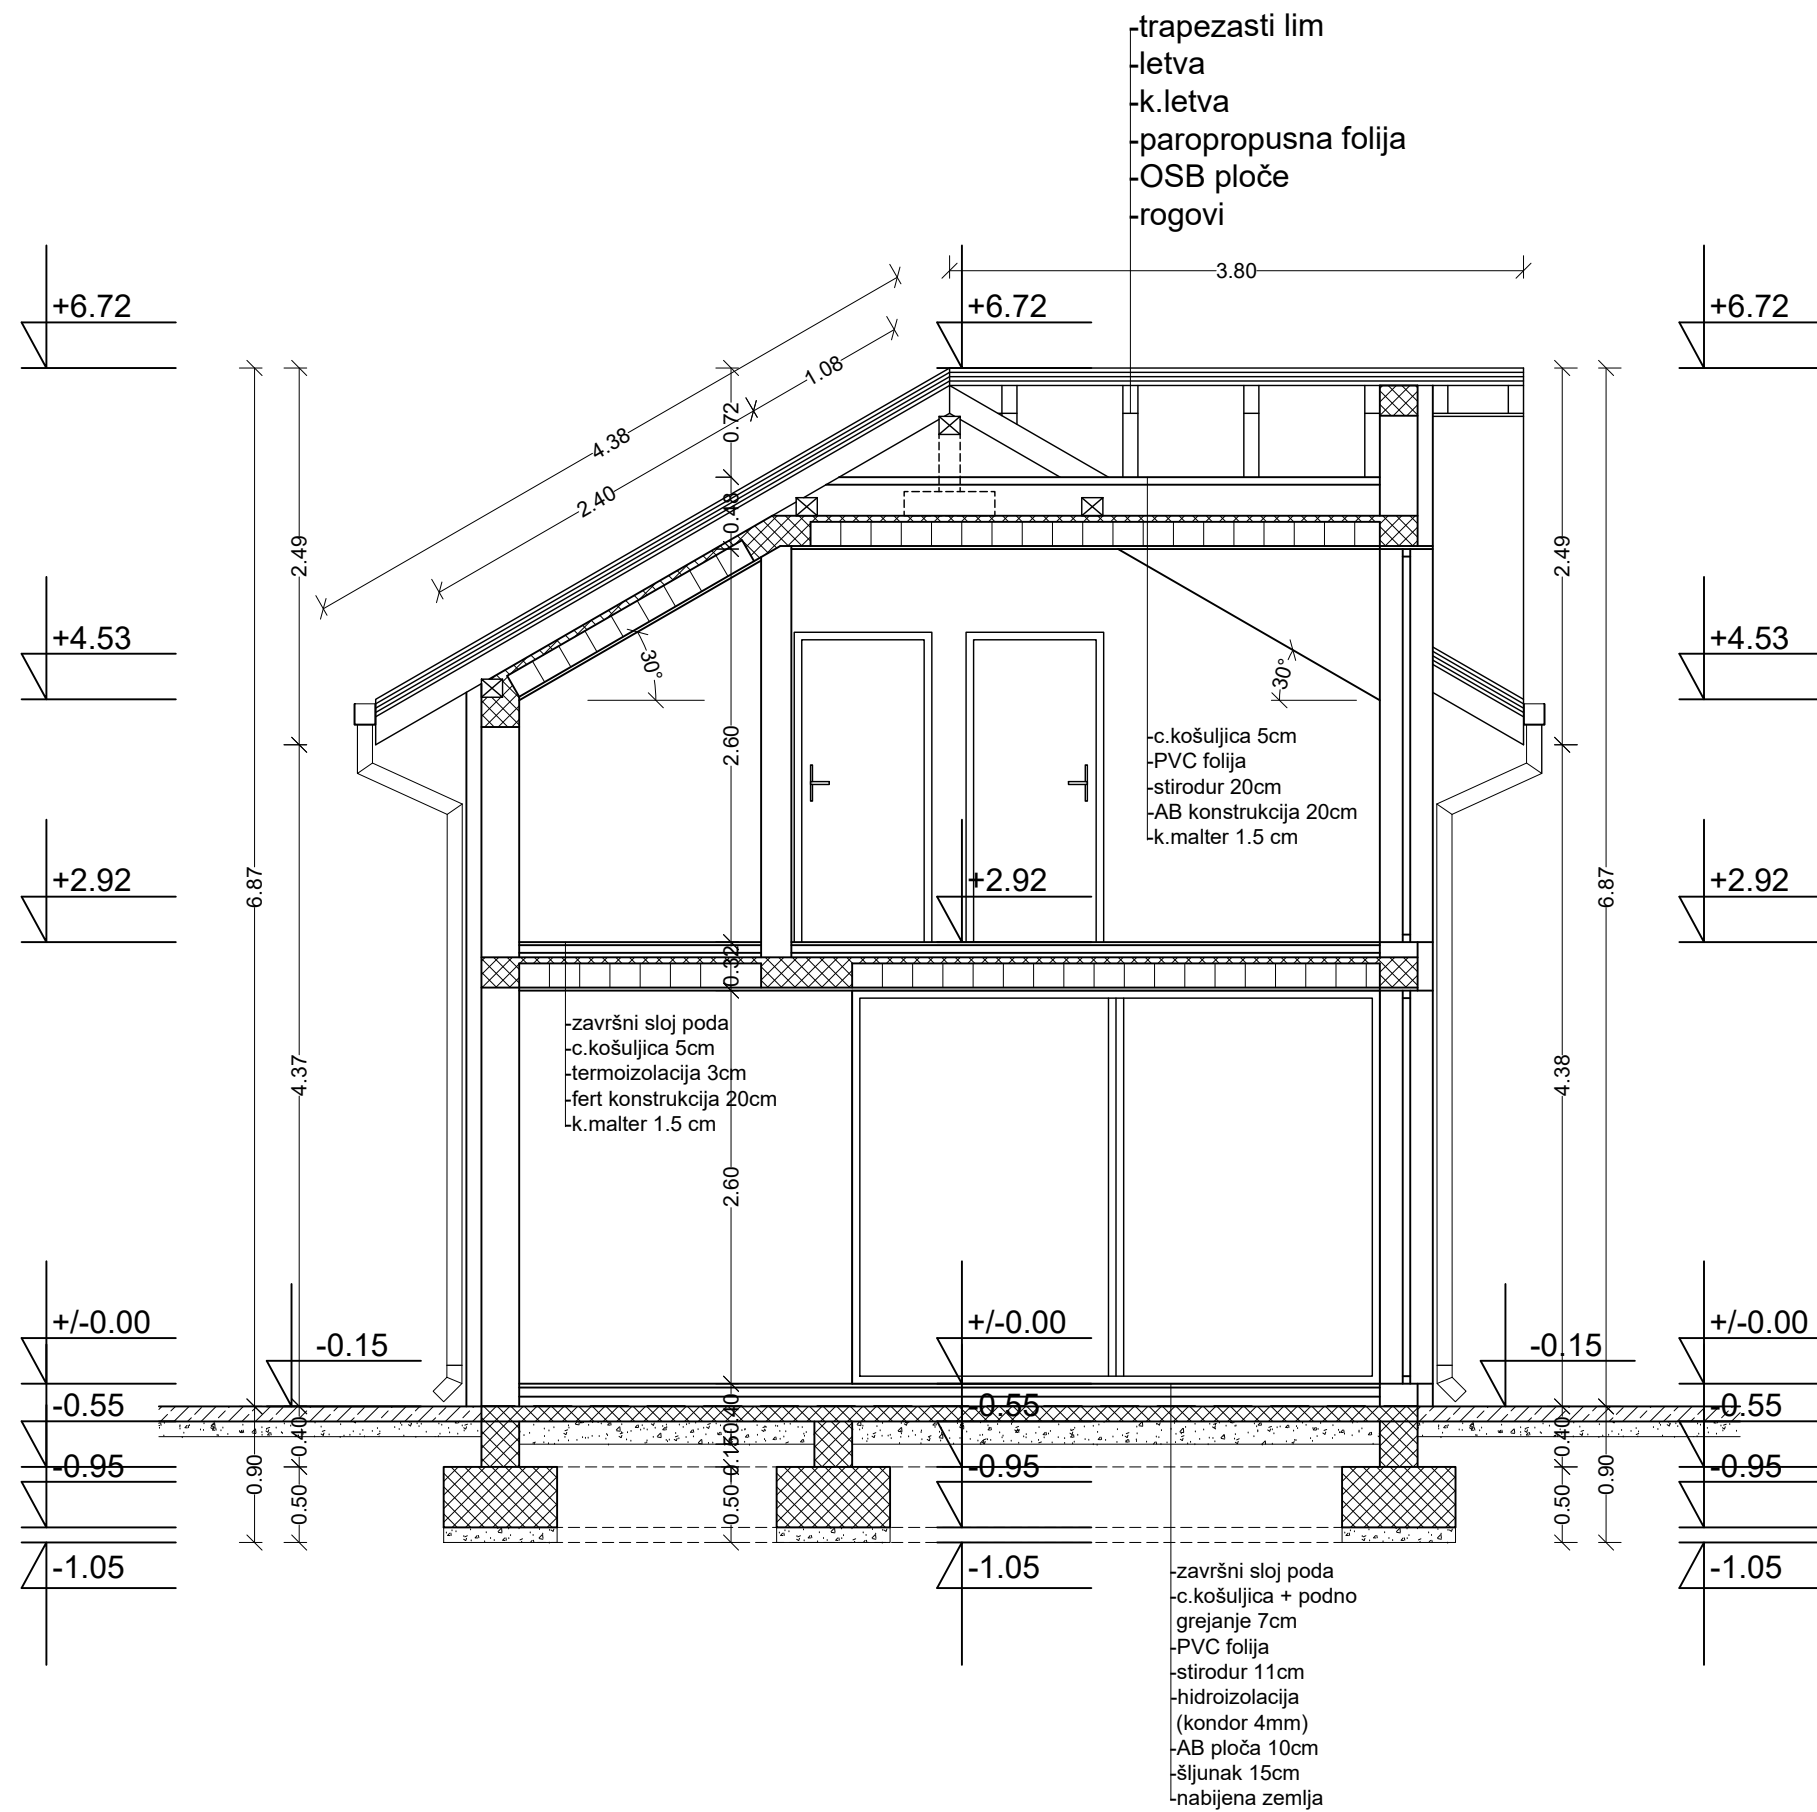 -trapezasti lim
-letva
-k.letva
-paropropusna folija
-OSB ploče
-rogovi
3.80
+6.72
+6.72
+6.72
1.08
0.72
4.38
2.40
0.48
2.49
2.49
+4.53
+4.53
30°
30°
2.60
-c.košuljica 5cm
-PVC folija
-stirodur 20cm
-AB konstrukcija 20cm
-k.malter 1.5 cm
+2.92
+2.92
+2.92
6.87
6.87
0.32
-završni sloj poda
-c.košuljica 5cm
-termoizolacija 3cm
-fert konstrukcija 20cm
-k.malter 1.5 cm
4.37
4.38
2.60
+/-0.00
+/-0.00
+/-0.00
-0.15
-0.15
-0.55
-0.55
-0.55
0.40
0.40
0.40
-0.95
-0.95
-0.95
0.90
0.50
0.50
0.50
0.90
-1.05
-1.05
-1.05
-završni sloj poda
-c.košuljica + podno
grejanje 7cm
-PVC folija
-stirodur 11cm
-hidroizolacija
(kondor 4mm)
-AB ploča 10cm
-šljunak 15cm
-nabijena zemlja